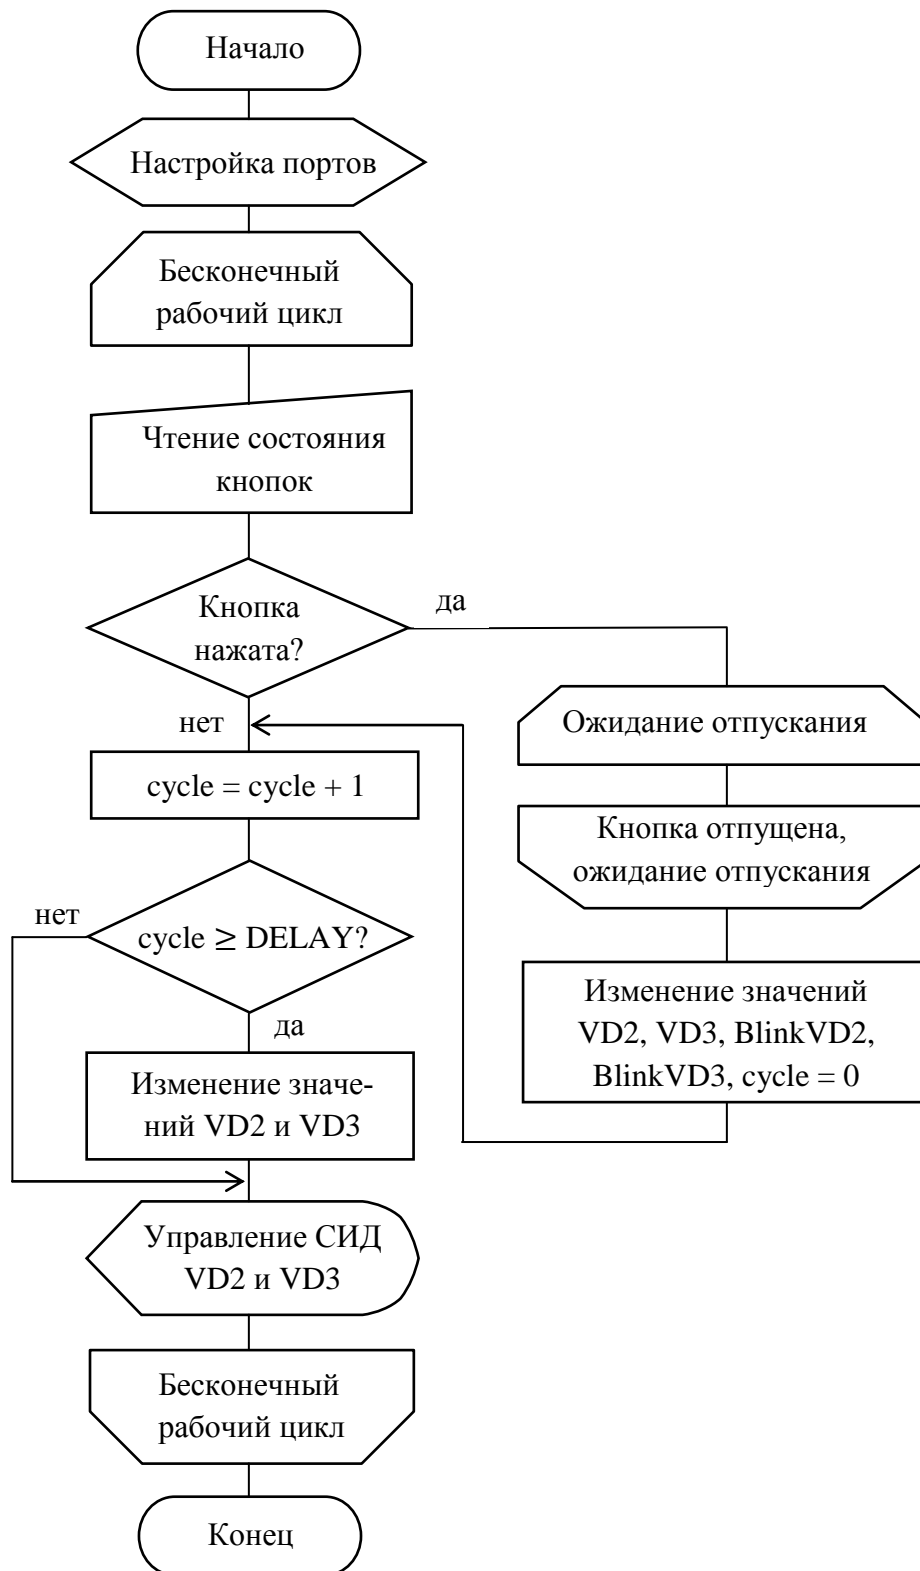 Начало
Настройка портов
Бесконечный
рабочий цикл
Чтение состояния
кнопок
Кнопка
нажата?
да
нет
Ожидание отпускания
Кнопка отпущена,
ожидание отпускания
Изменение значений
VD2, VD3, BlinkVD2,
BlinkVD3, cycle = 0
cycle = cycle + 1
cycle ≥ DELAY?
нет
да
Изменение значе-
ний VD2 и VD3
Управление СИД
VD2 и VD3
Бесконечный
рабочий цикл
Конец